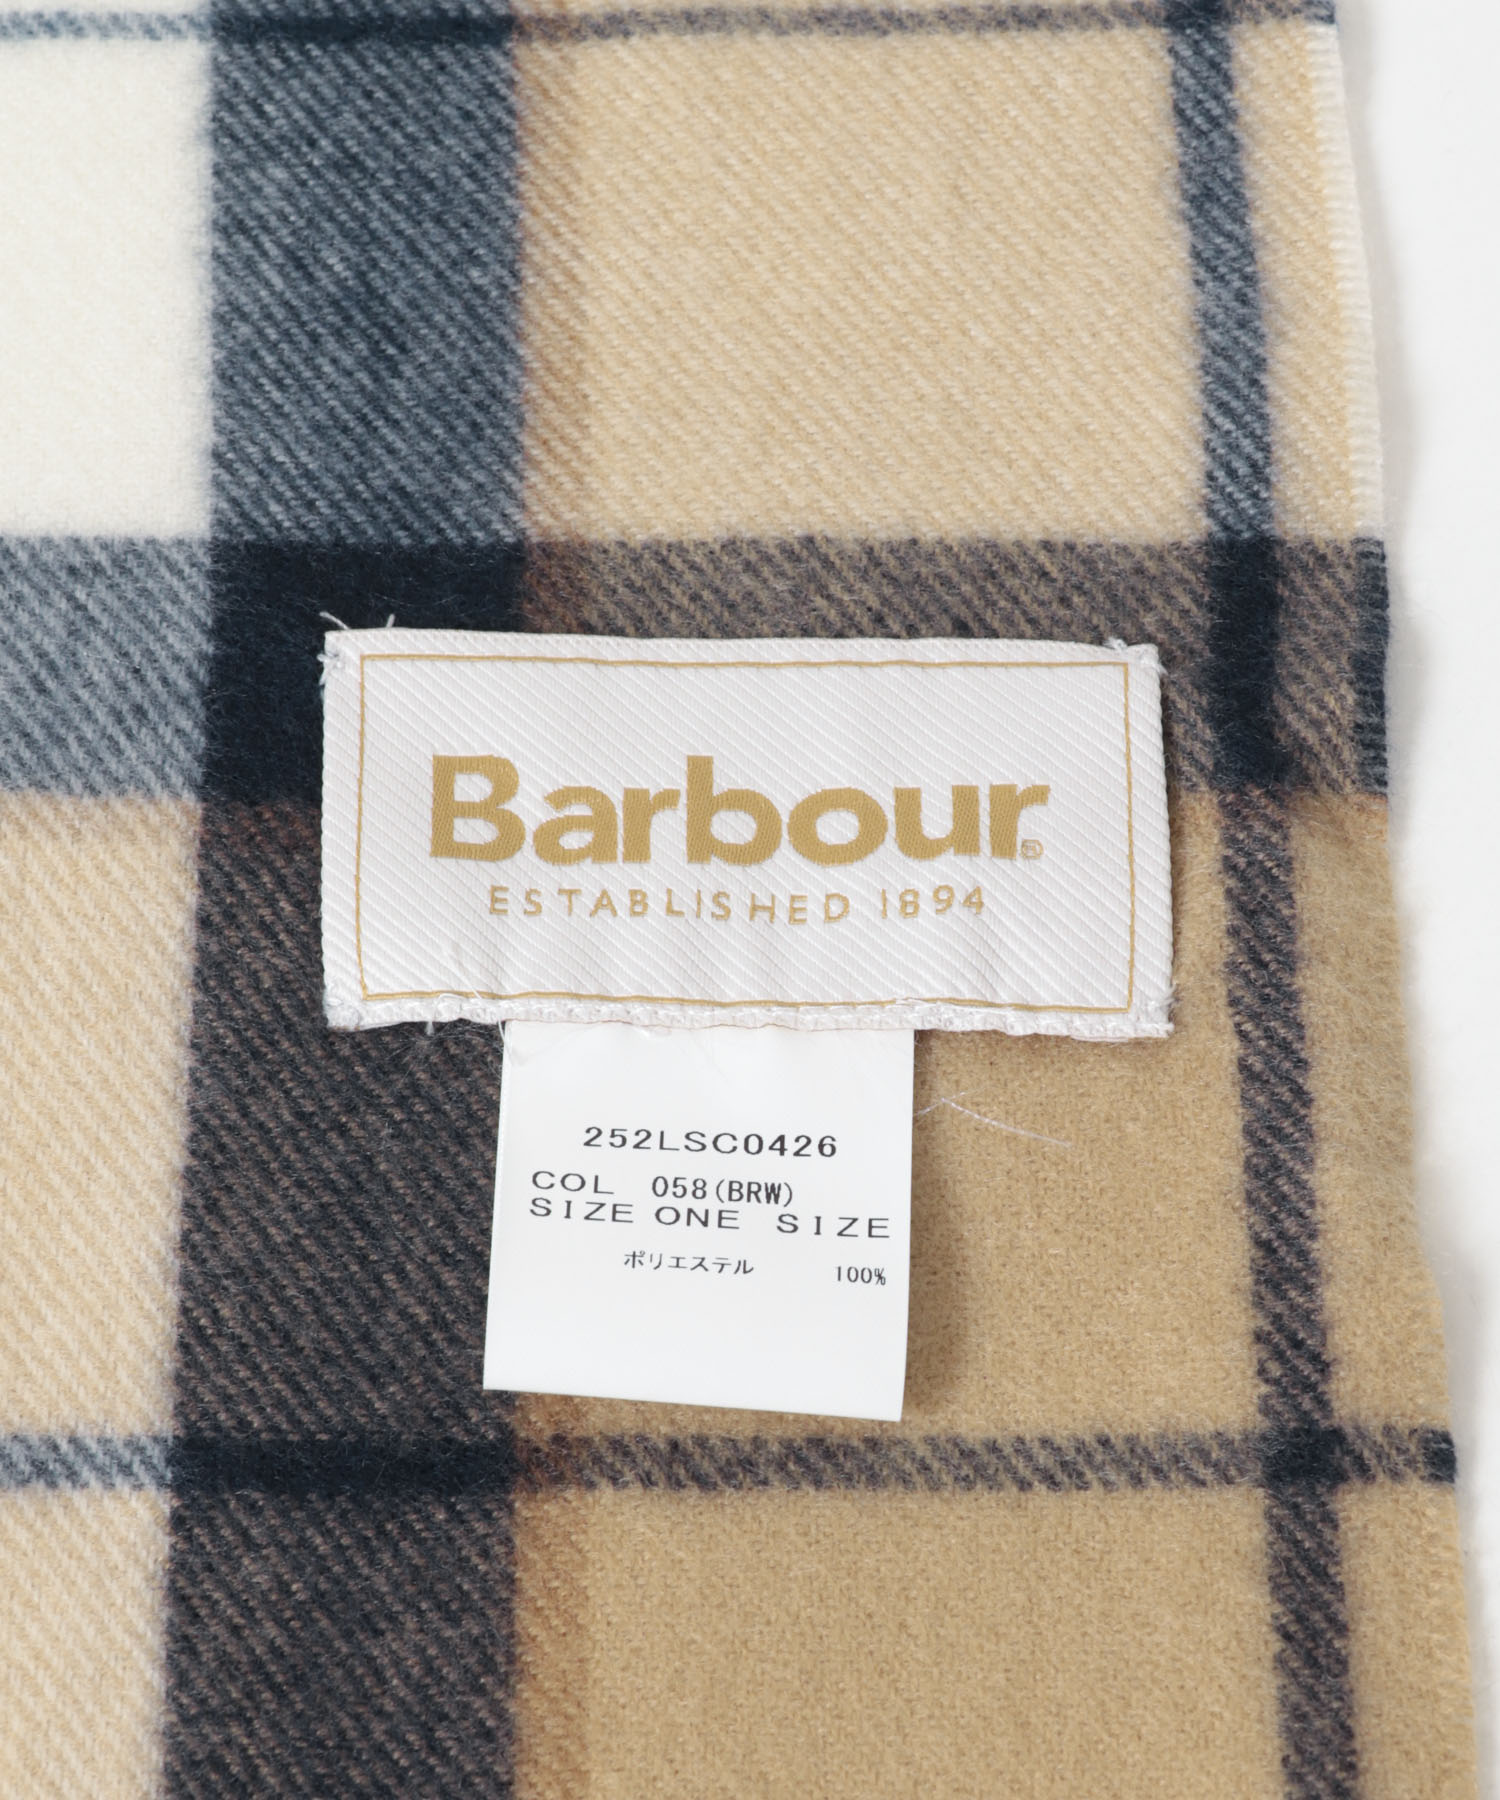 Barbour®
ESTABLISHED 1894
252LSC0426
COL 058(BRW)
SIZE ONE SIZE
ポリエステル 100%